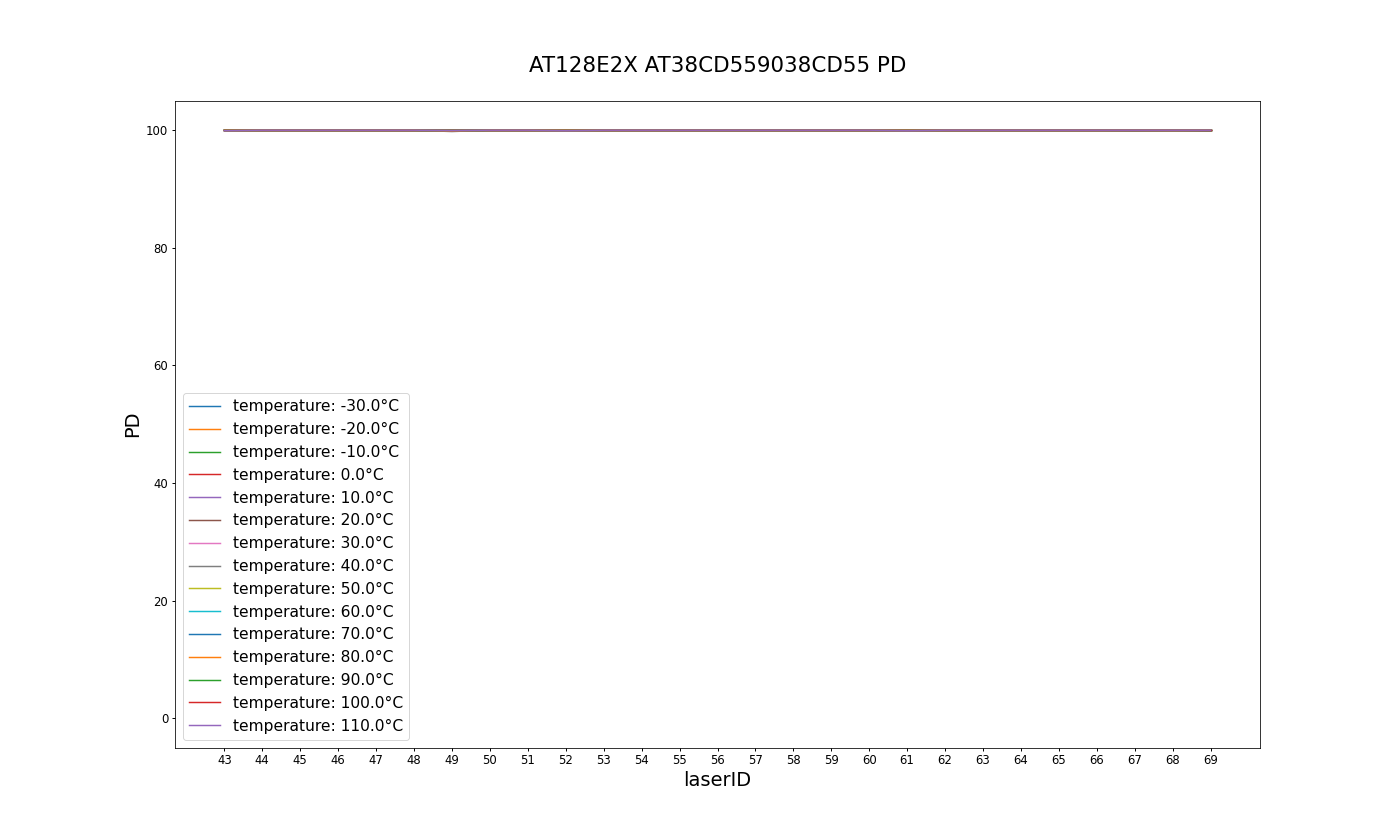 AT128E2X AT38CD559038CD55 PD
100
80
60
40
20
0
PD
temperature: -30.0°C
temperature: -20.0°C
temperature: -10.0°C
temperature: 0.0°C
temperature: 10.0°C
temperature: 20.0°C
temperature: 30.0°C
temperature: 40.0°C
temperature: 50.0°C
temperature: 60.0°C
temperature: 70.0°C
temperature: 80.0°C
temperature: 90.0°C
temperature: 100.0°C
temperature: 110.0°C
43 44 45 46 47 48 49 50 51 52 53 54 55 56 57 58 59 60 61 62 63 64 65 66 67 68 69
laserID